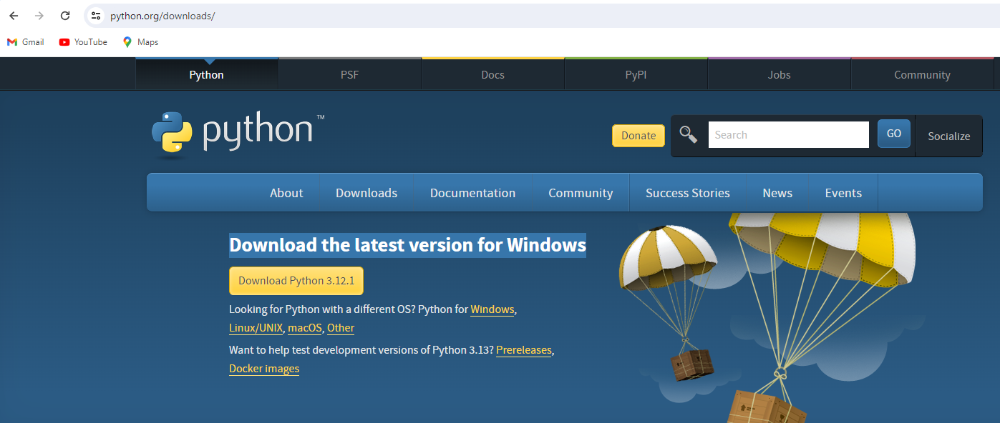 python.org/downloads/
Gmail YouTube Maps
Python PSF Docs PyPI Jobs Community
python™
Donate Search GO Socialize
About Downloads Documentation Community Success Stories News Events
Download the latest version for Windows
Download Python 3.12.1
Looking for Python with a different OS? Python for Windows,
Linux/UNIX, macOS, Other
Want to help test development versions of Python 3.13? Prereleases,
Docker images